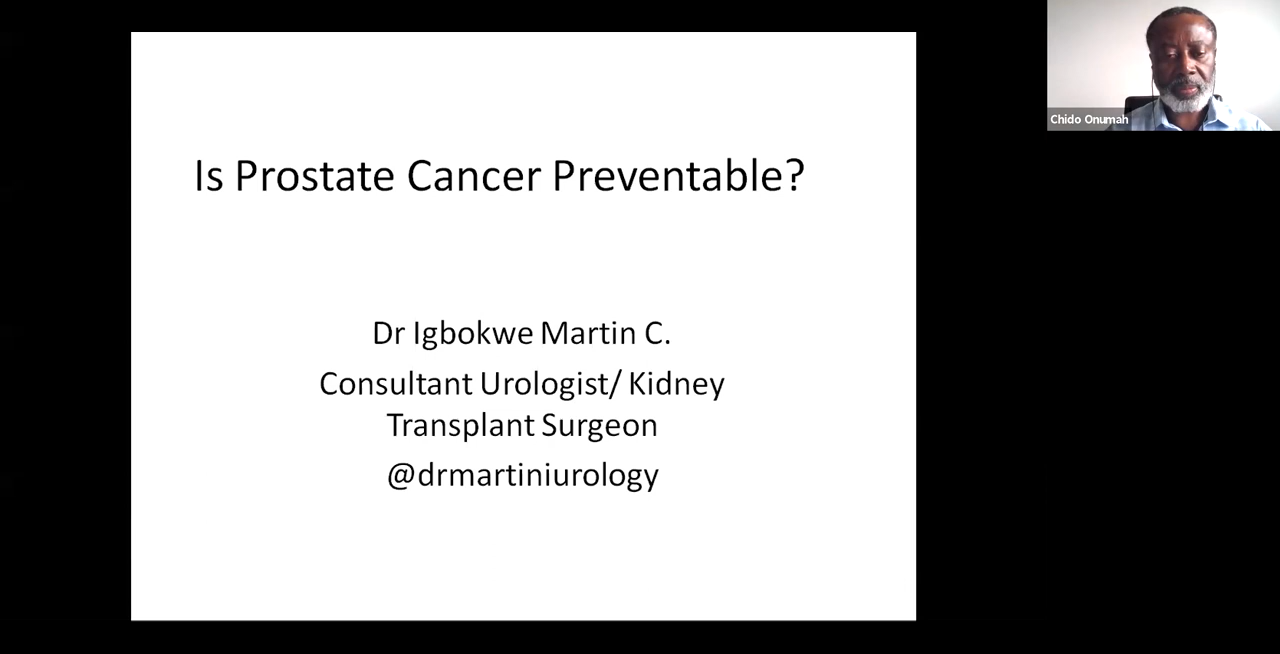 Is Prostate Cancer Preventable?
Dr Igbokwe Martin C.
Consultant Urologist/ Kidney
Transplant Surgeon
@drmartiniurology
Chido Onumah